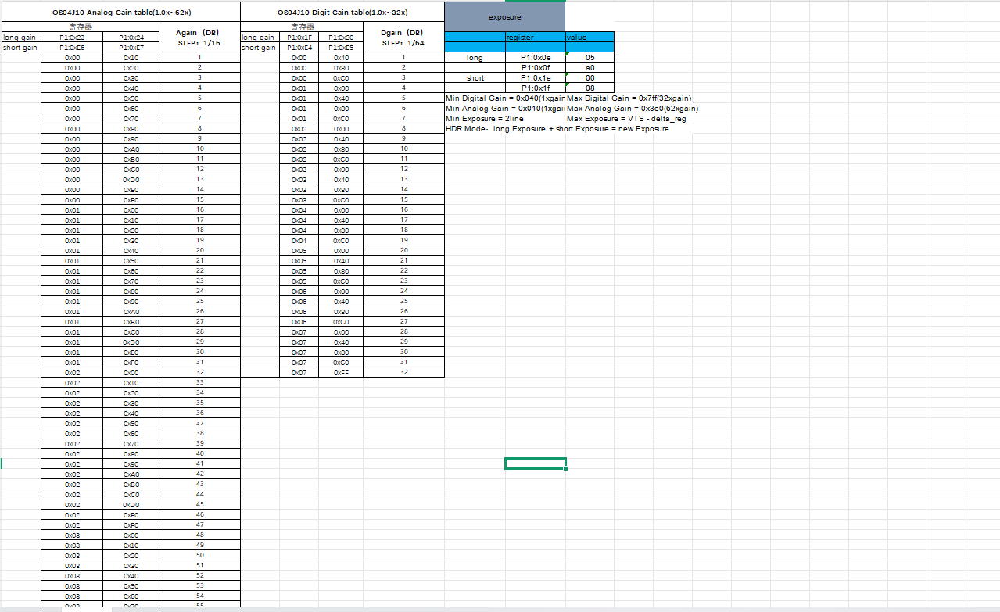 OS04J10 Analog Gain table(1.0x~62x) OS04J10 Digit Gain table(1.0x~32x) exposure
寄存器 Again (DB) STEP: 1/16 寄存器 Dgain (DB) STEP: 1/64
long gain P1:0x23 P1:0x24 long gain P1:0x1F P1:0x20 register value
short gain P1:0xE6 P1:0xE7 short gain P1:0xE4 P1:0xE5
0x00 0x10 1 0x00 0x40 1 long P1:0x0e 05
0x00 0x20 2 0x00 0x80 2 P1:0x0f a0
0x00 0x30 3 0x00 0xC0 3 short P1:0x1e 00
0x00 0x40 4 0x01 0x00 4 P1:0x1f 08
0x00 0x50 5 0x01 0x40 5 Min Digital Gain = 0x040(1xgain Max Digital Gain = 0x7ff(32xgain)
0x00 0x60 6 0x01 0x80 6 Min Analog Gain = 0x010(1xgain Max Analog Gain = 0x3e0(62xgain)
0x00 0x70 7 0x01 0xC0 7 Min Exposure = 2line Max Exposure = VTS - delta_reg
0x00 0x80 8 0x02 0x00 8 HDR Mode：long Exposure + short Exposure = new Exposure
0x00 0x90 9 0x02 0x40 9
0x00 0xA0 10 0x02 0x80 10
0x00 0xB0 11 0x02 0xC0 11
0x00 0xC0 12 0x03 0x00 12
0x00 0xD0 13 0x03 0x40 13
0x00 0xE0 14 0x03 0x80 14
0x00 0xF0 15 0x03 0xC0 15
0x01 0x00 16 0x04 0x00 16
0x01 0x10 17 0x04 0x40 17
0x01 0x20 18 0x04 0x80 18
0x01 0x30 19 0x04 0xC0 19
0x01 0x40 20 0x05 0x00 20
0x01 0x50 21 0x05 0x40 21
0x01 0x60 22 0x05 0x80 22
0x01 0x70 23 0x05 0xC0 23
0x01 0x80 24 0x06 0x00 24
0x01 0x90 25 0x06 0x40 25
0x01 0xA0 26 0x06 0x80 26
0x01 0xB0 27 0x06 0xC0 27
0x01 0xC0 28 0x07 0x00 28
0x01 0xD0 29 0x07 0x40 29
0x01 0xE0 30 0x07 0x80 30
0x01 0xF0 31 0x07 0xC0 31
0x02 0x00 32 0x07 0xFF 32
0x02 0x10 33
0x02 0x20 34
0x02 0x30 35
0x02 0x40 36
0x02 0x50 37
0x02 0x60 38
0x02 0x70 39
0x02 0x80 40
0x02 0x90 41
0x02 0xA0 42
0x02 0xB0 43
0x02 0xC0 44
0x02 0xD0 45
0x02 0xE0 46
0x02 0xF0 47
0x03 0x00 48
0x03 0x10 49
0x03 0x20 50
0x03 0x30 51
0x03 0x40 52
0x03 0x50 53
0x03 0x60 54
0x03 0x70 55